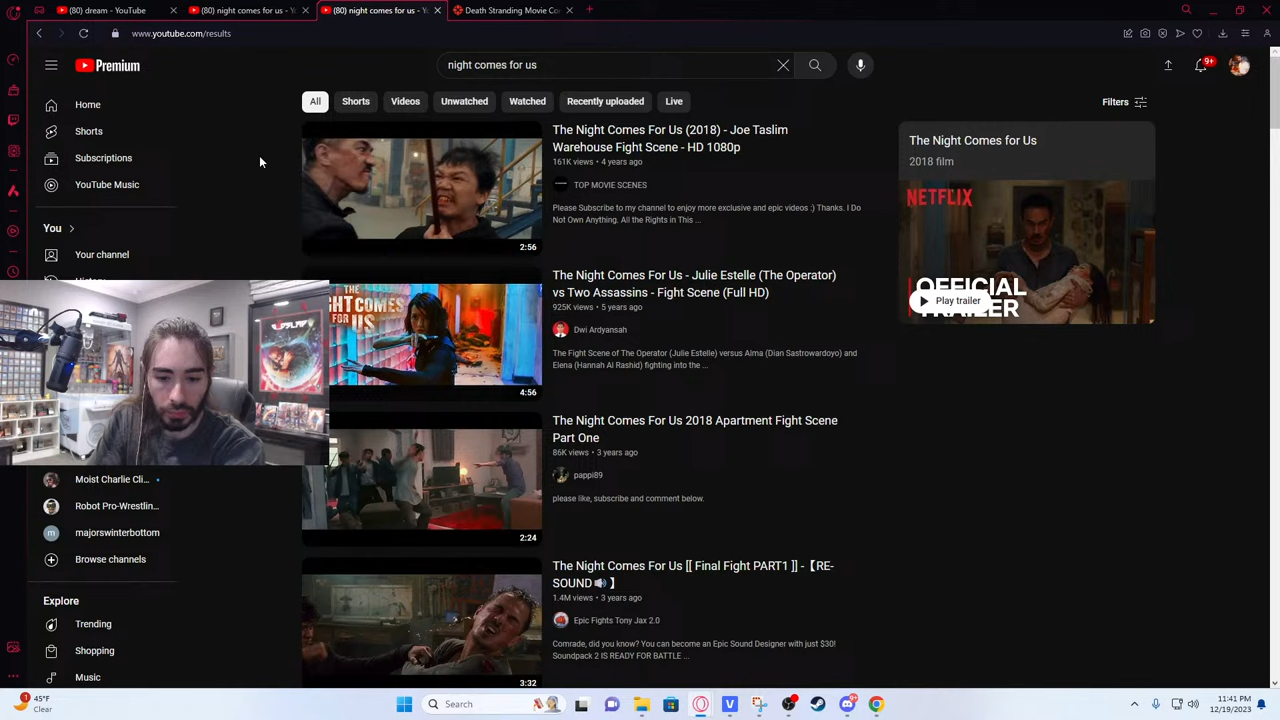 (80) dream - YouTube
(80) night comes for us - Y
(80) night comes for us - Y
Death Stranding Movie Co
www.youtube.com/results
Premium
night comes for us
9+
All
Shorts
Videos
Unwatched
Watched
Recently uploaded
Live
Filters
Home
Shorts
Subscriptions
YouTube Music
You
Your channel
History
Moist Charlie Cli...
Robot Pro-Wrestlin...
m
majorswinterbottom
Browse channels
Explore
Trending
Shopping
Music
2:56
The Night Comes For Us (2018) - Joe Taslim
Warehouse Fight Scene - HD 1080p
161K views • 4 years ago
TOP MOVIE SCENES
Please Subscribe to my channel to enjoy more exclusive and epic videos :) Thanks. I Do
Not Own Anything. All the Rights in This ...
THE
HT COMES
FOR US
4:56
The Night Comes For Us - Julie Estelle (The Operator)
vs Two Assassins - Fight Scene (Full HD)
925K views • 5 years ago
Dwi Ardyansah
The Fight Scene of The Operator (Julie Estelle) versus Alma (Dian Sastrowardoyo) and
Elena (Hannah Al Rashid) fighting into the ...
2:24
The Night Comes For Us 2018 Apartment Fight Scene
Part One
86K views • 3 years ago
pappi89
please like, subscribe and comment below.
3:32
The Night Comes For Us [[ Final Fight PART1 ]] -【RE-
SOUND🔊】
1.4M views • 3 years ago
Epic Fights Tony Jax 2.0
Comrade, did you know? You can become an Epic Sound Designer with just $30!
Soundpack 2 IS READY FOR BATTLE ...
The Night Comes for Us
2018 film
NETFLIX
OFFICIAL
TRAILER
Play trailer
1
45°F
Clear
Search
9+
11:41 PM
12/19/2023